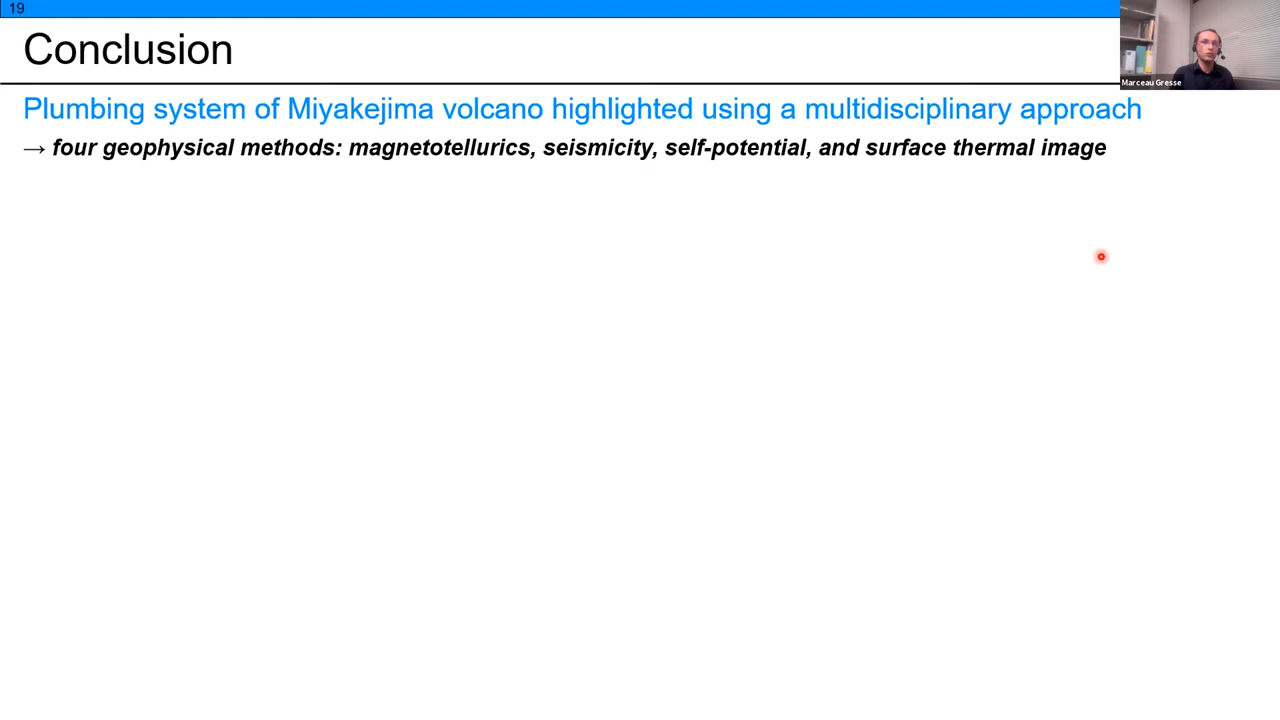 19
Conclusion
Marceau Gresse
Plumbing system of Miyakejima volcano highlighted using a multidisciplinary approach
→ four geophysical methods: magnetotellurics, seismicity, self-potential, and surface thermal image